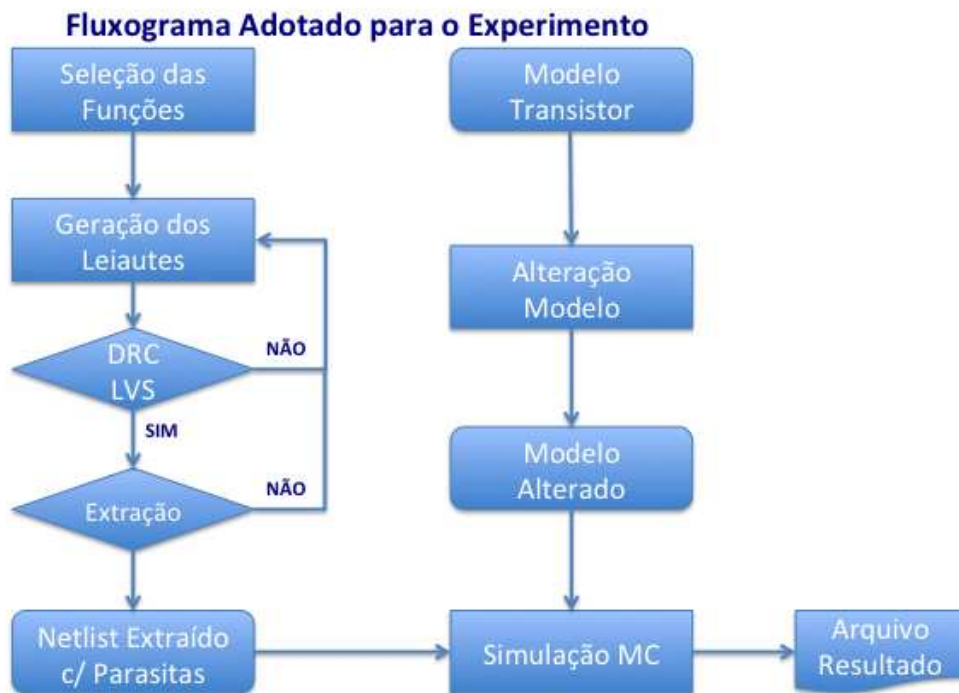 Fluxograma Adotado para o Experimento
Seleção das
Funções
Geração dos
Leiautes
DRC
LVS
NÃO
SIM
Extração
NÃO
Netlist Extraído
c/ Parasitas
Modelo
Transistor
Alteração
Modelo
Modelo
Alterado
Simulação MC
Arquivo
Resultado